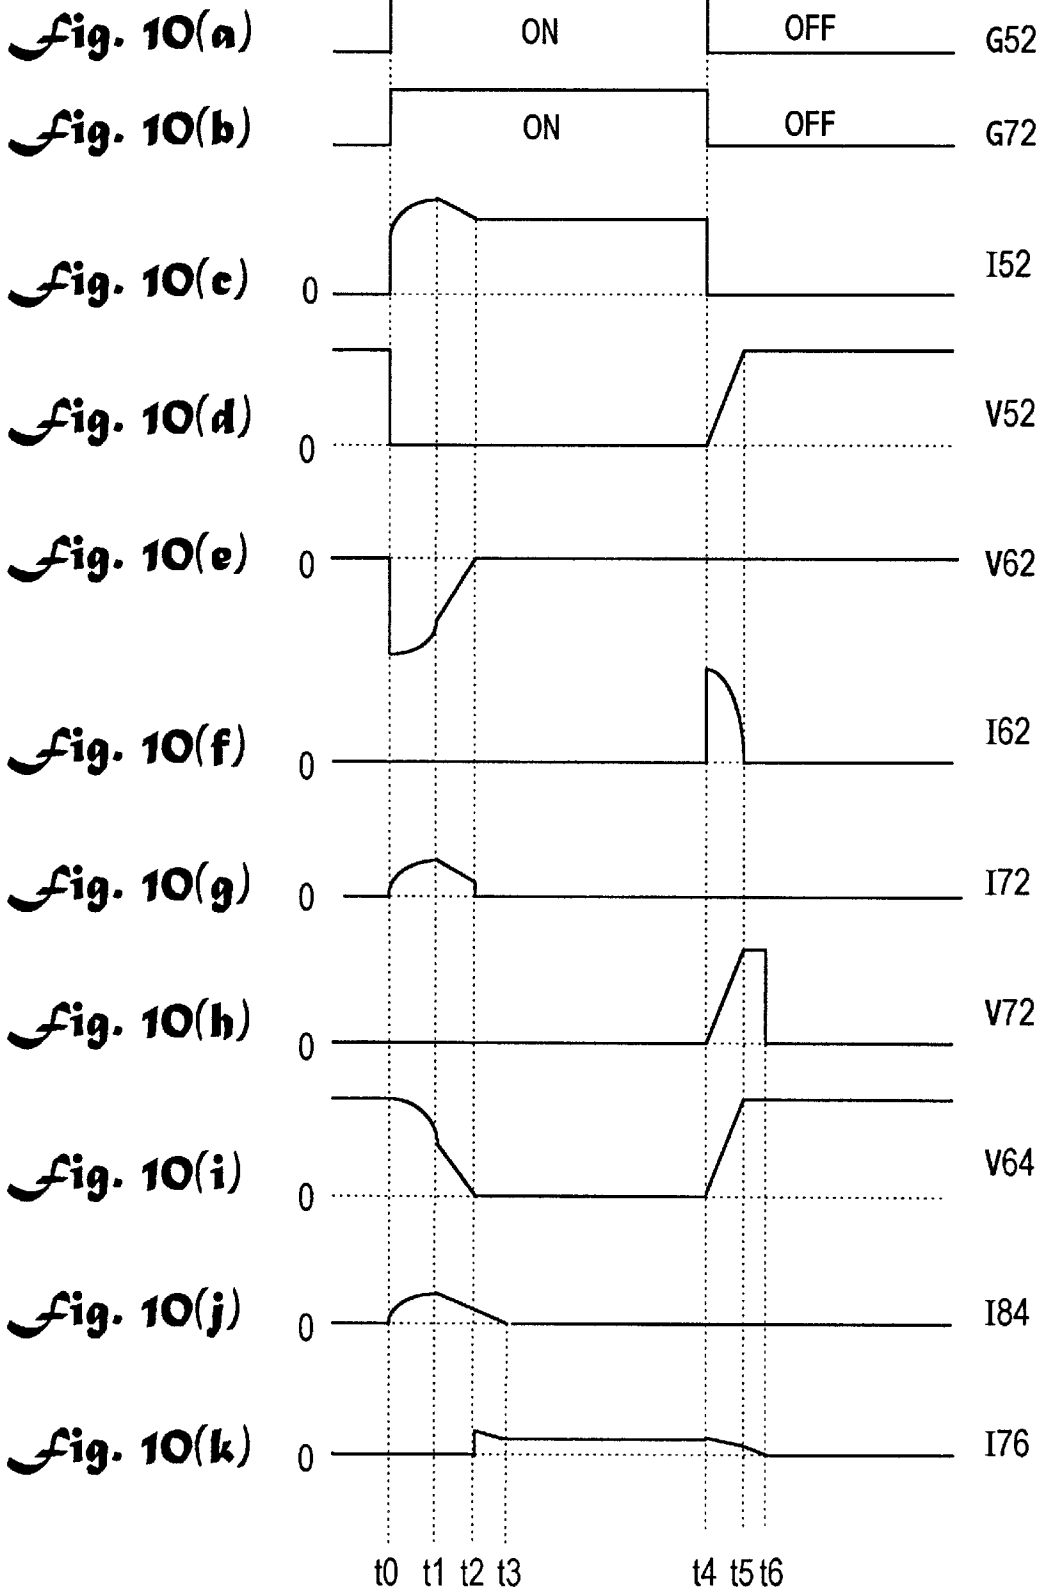 Fig. 10(a) ON OFF G52
Fig. 10(b) ON OFF G72
Fig. 10(c) 0 I52
Fig. 10(d) 0 V52
Fig. 10(e) 0 V62
Fig. 10(f) 0 I62
Fig. 10(g) 0 I72
Fig. 10(h) 0 V72
Fig. 10(i) 0 V64
Fig. 10(j) 0 I84
Fig. 10(k) 0 I76
t0 t1 t2 t3 t4 t5 t6